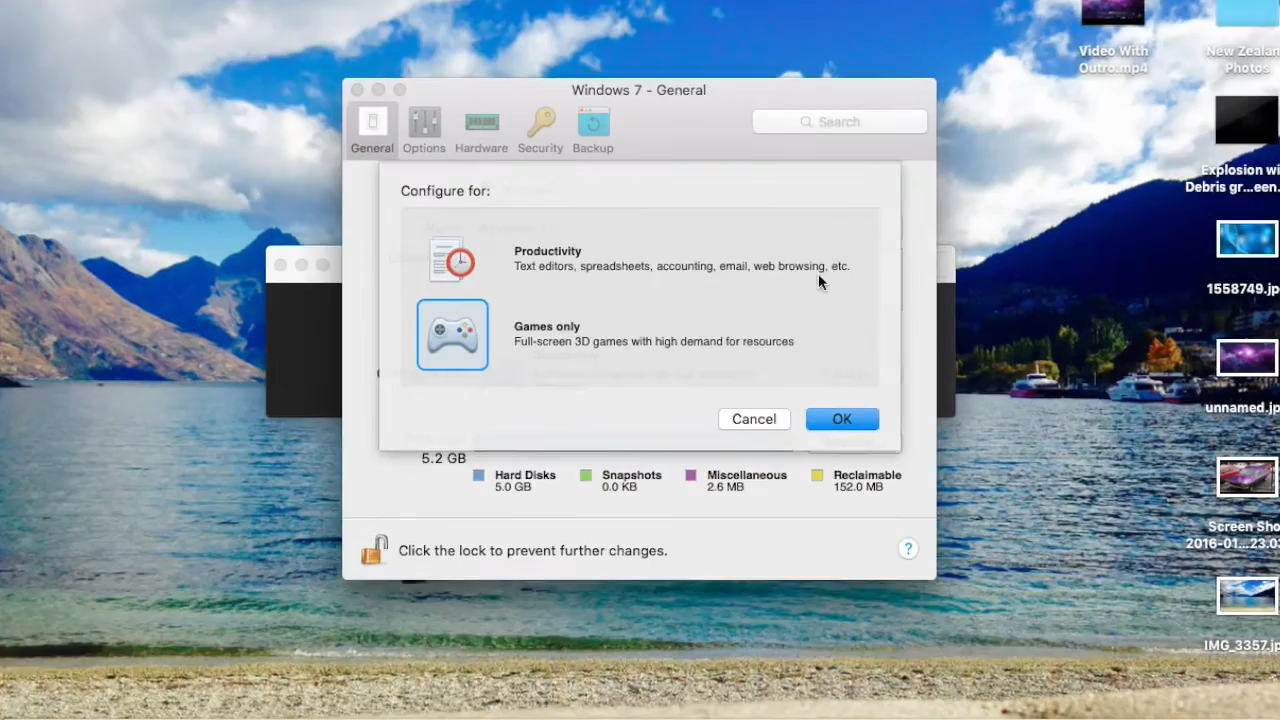 Video With
Outro.mp4
New Zealan
Photos
Windows 7 - General
General
Options
Hardware
Security
Backup
Search
Explosion wi
Debris gr...een.
Configure for:
Productivity
Text editors, spreadsheets, accounting, email, web browsing, etc.
1558749.jp
Games only
Full-screen 3D games with high demand for resources
unnamed.jp
Cancel
OK
5.2 GB
Hard Disks
5.0 GB
Snapshots
0.0 KB
Miscellaneous
2.6 MB
Reclaimable
152.0 MB
Screen Sho
2016-01...23.03
Click the lock to prevent further changes.
?
IMG_3357.jp